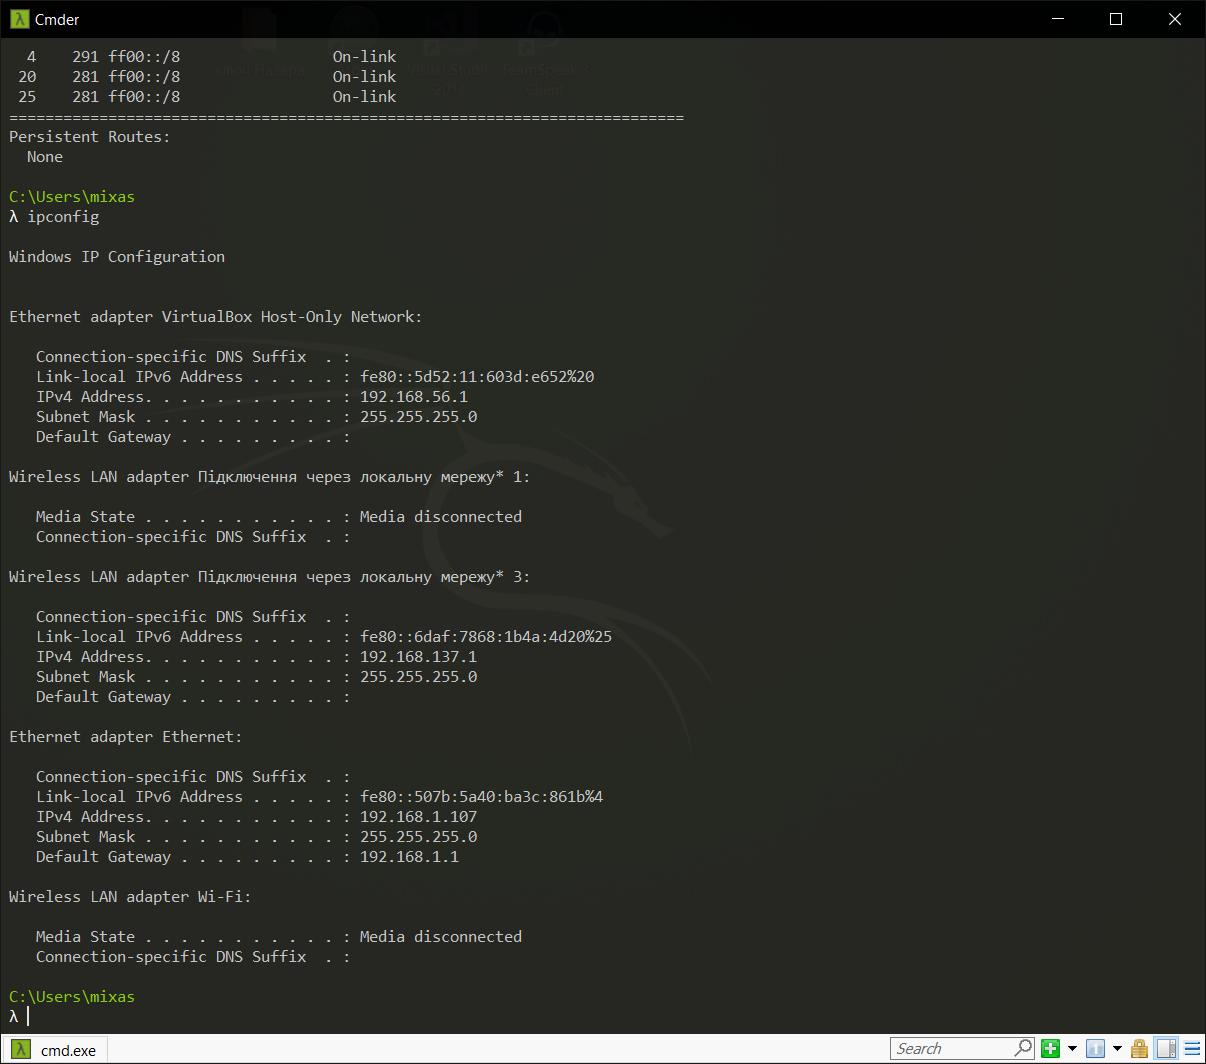 Cmder
4 291 ff00::/8 On-link
20 281 ff00::/8 On-link
25 281 ff00::/8 On-link
===========================================================================
Persistent Routes:
None
C:\Users\mixas
λ ipconfig
Windows IP Configuration
Ethernet adapter VirtualBox Host-Only Network:
Connection-specific DNS Suffix . :
Link-local IPv6 Address . . . . . : fe80::5d52:11:603d:e652%20
IPv4 Address. . . . . . . . . . . : 192.168.56.1
Subnet Mask . . . . . . . . . . . : 255.255.255.0
Default Gateway . . . . . . . . . :
Wireless LAN adapter Підключення через локальну мережу* 1:
Media State . . . . . . . . . . . : Media disconnected
Connection-specific DNS Suffix . :
Wireless LAN adapter Підключення через локальну мережу* 3:
Connection-specific DNS Suffix . :
Link-local IPv6 Address . . . . . : fe80::6daf:7868:1b4a:4d20%25
IPv4 Address. . . . . . . . . . . : 192.168.137.1
Subnet Mask . . . . . . . . . . . : 255.255.255.0
Default Gateway . . . . . . . . . :
Ethernet adapter Ethernet:
Connection-specific DNS Suffix . :
Link-local IPv6 Address . . . . . : fe80::507b:5a40:ba3c:861b%4
IPv4 Address. . . . . . . . . . . : 192.168.1.107
Subnet Mask . . . . . . . . . . . : 255.255.255.0
Default Gateway . . . . . . . . . : 192.168.1.1
Wireless LAN adapter Wi-Fi:
Media State . . . . . . . . . . . : Media disconnected
Connection-specific DNS Suffix . :
C:\Users\mixas
λ
cmd.exe
Search